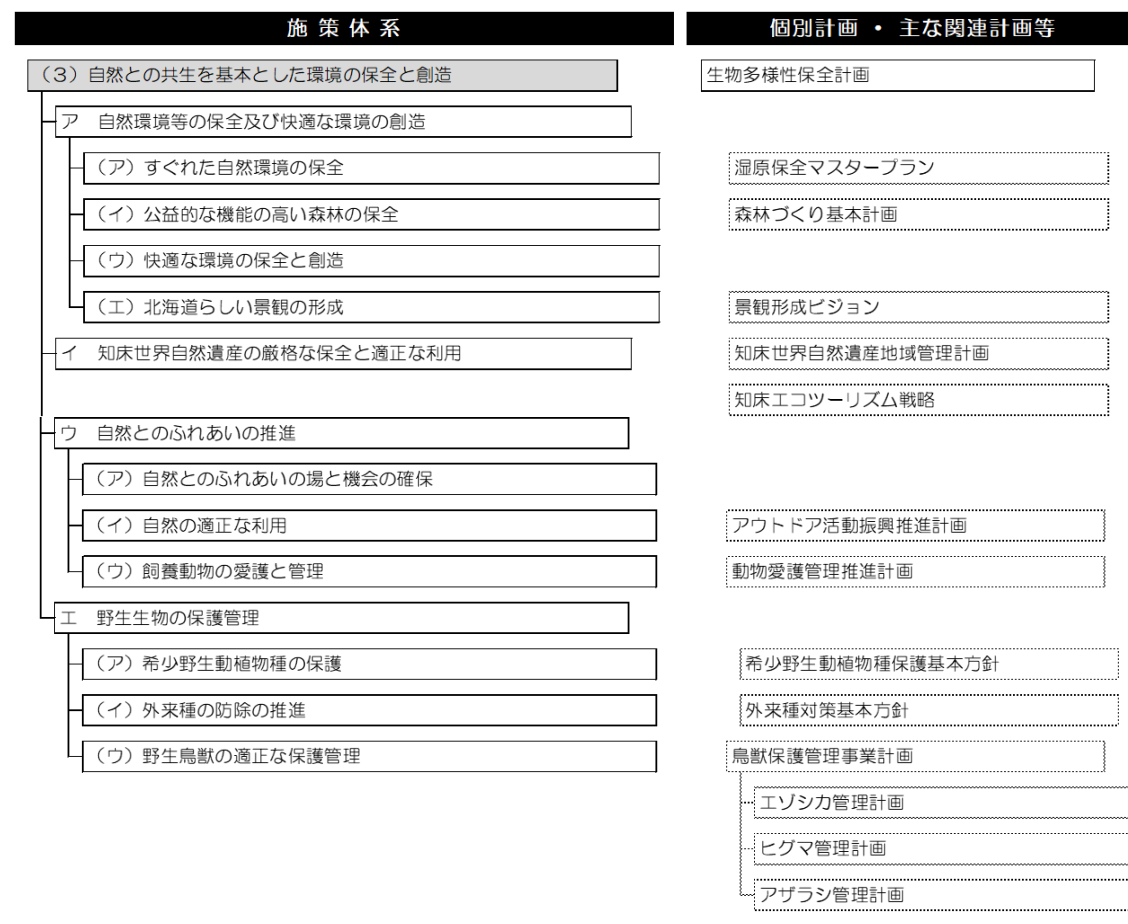 施策体系 個別計画・主な関連計画等
（3）自然との共生を基本とした環境の保全と創造 生物多様性保全計画
ア 自然環境等の保全及び快適な環境の創造
（ア）すぐれた自然環境の保全 湿原保全マスタープラン
（イ）公益的な機能の高い森林の保全 森林づくり基本計画
（ウ）快適な環境の保全と創造
（エ）北海道らしい景観の形成 景観形成ビジョン
イ 知床世界自然遺産の厳格な保全と適正な利用 知床世界自然遺産地域管理計画
知床エコツーリズム戦略
ウ 自然とのふれあいの推進
（ア）自然とのふれあいの場と機会の確保
（イ）自然の適正な利用 アウトドア活動振興推進計画
（ウ）飼養動物の愛護と管理 動物愛護管理推進計画
エ 野生生物の保護管理
（ア）希少野生動植物種の保護 希少野生動植物種保護基本方針
（イ）外来種の防除の推進 外来種対策基本方針
（ウ）野生鳥獣の適正な保護管理 鳥獣保護管理事業計画
エゾシカ管理計画
ヒグマ管理計画
アザラシ管理計画